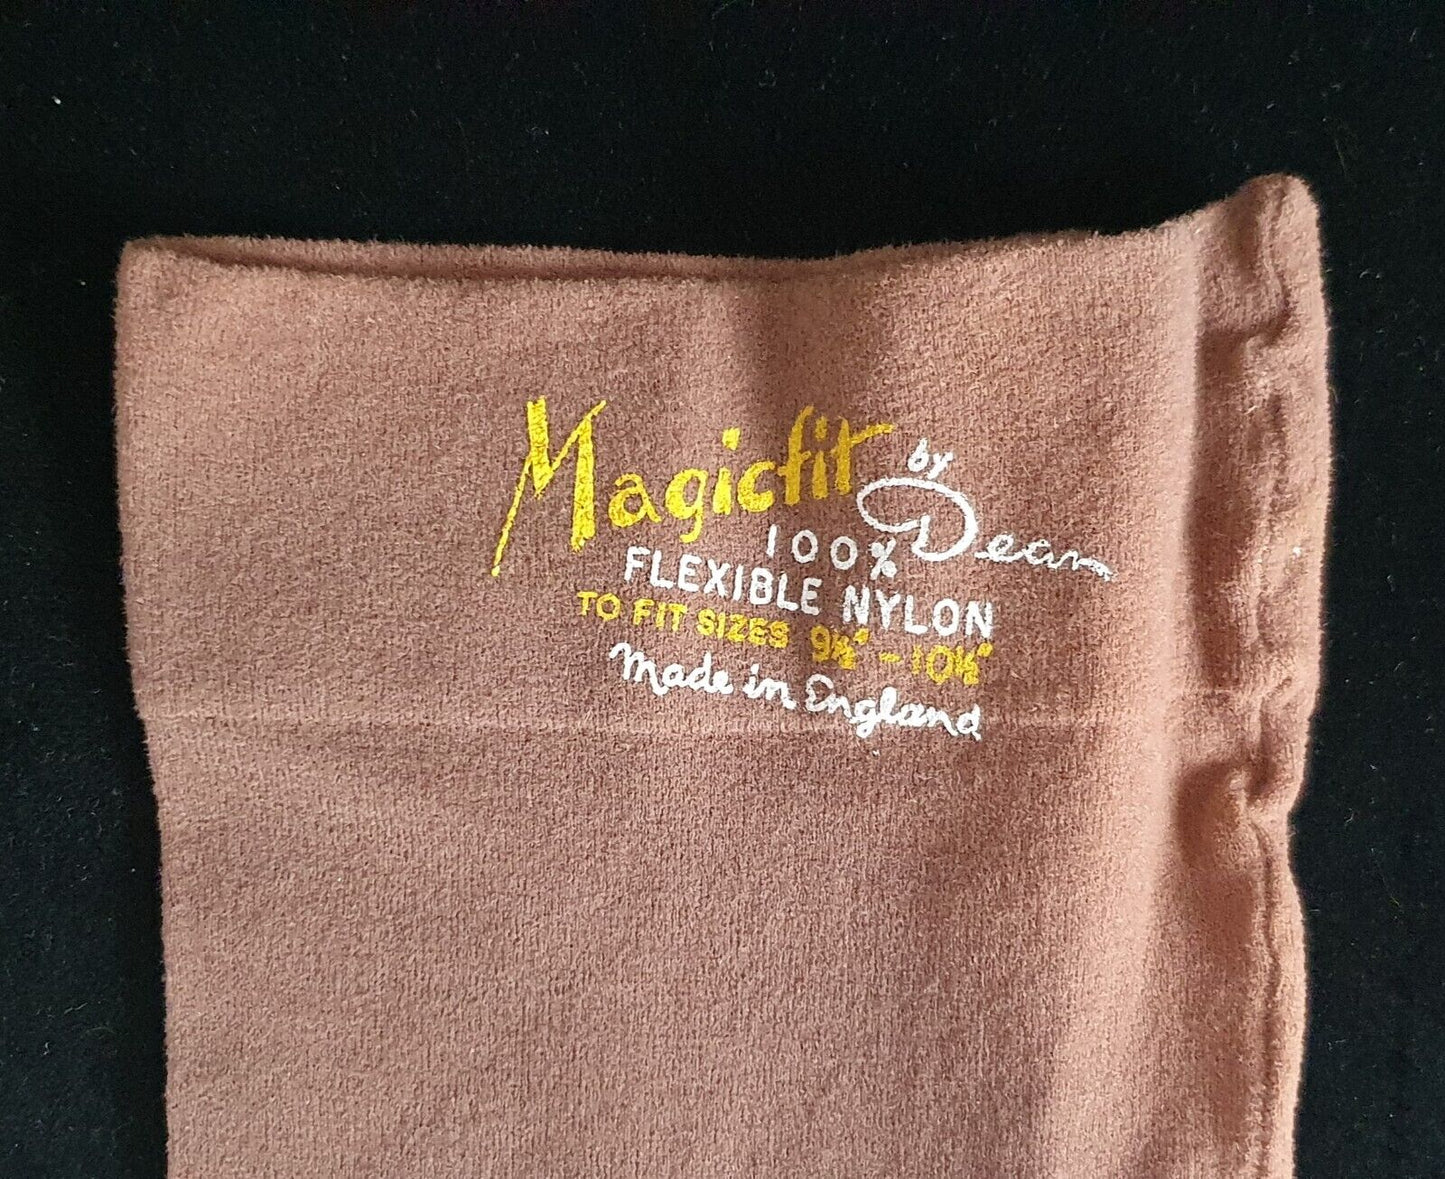 Magicfit by Dean
100%
FLEXIBLE NYLON
TO FIT SIZES 9½" - 10½"
Made in England